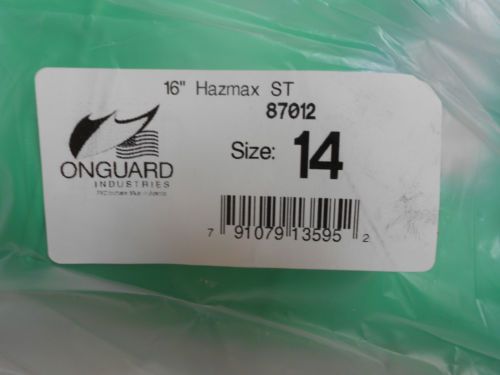 16" Hazmax ST
87012
ONGUARD
INDUSTRIES
Size: 14
7 91079 13595 2